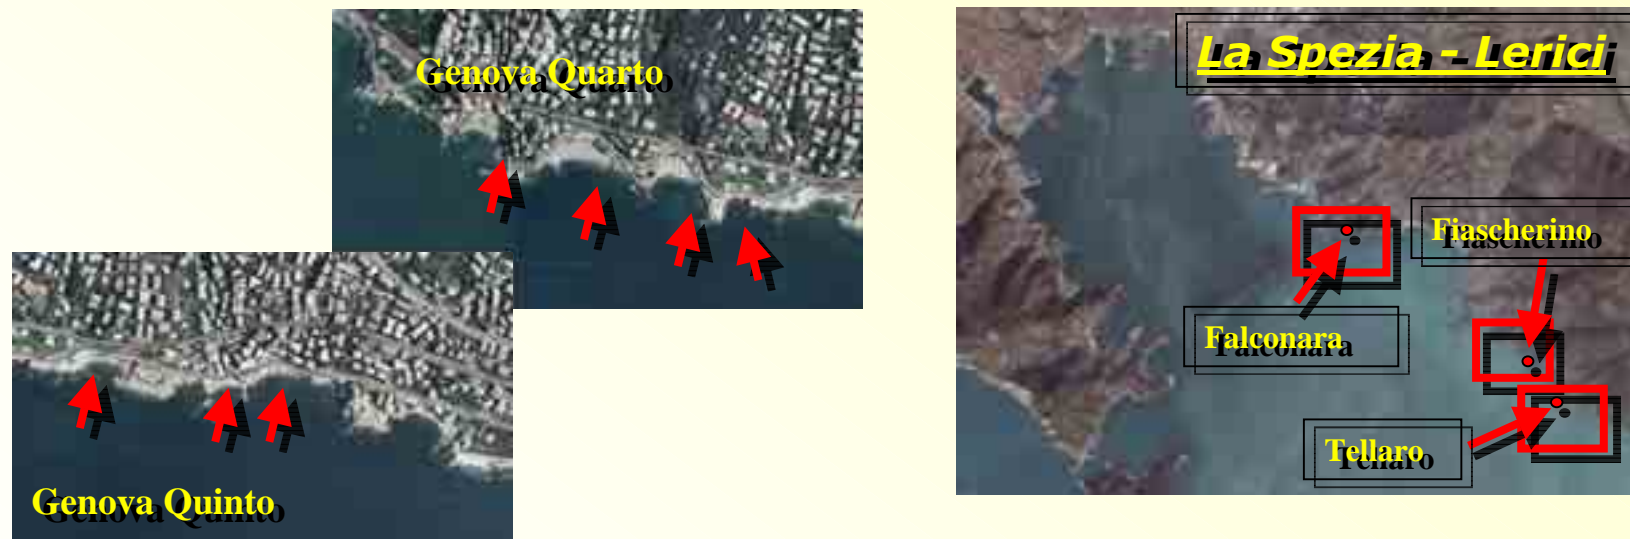 Genova Quarto
Genova Quinto
La Spezia - Lerici
Fiascherino
Falconara
Tellaro